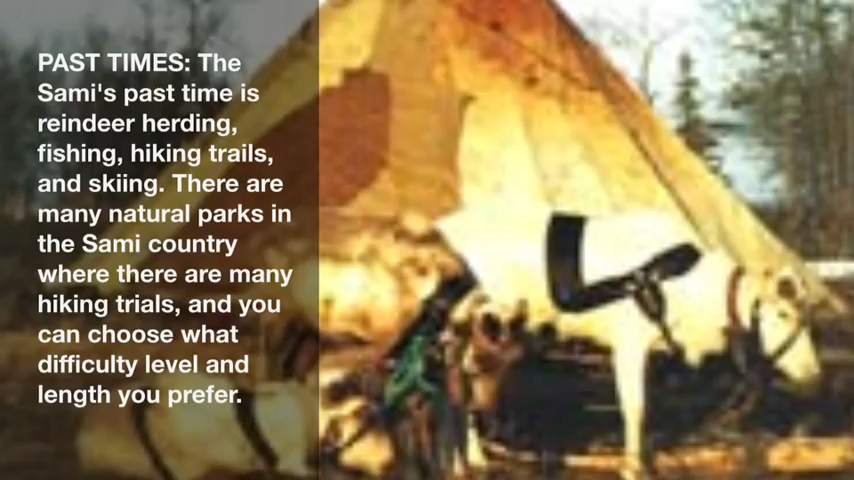 PAST TIMES: The
Sami's past time is
reindeer herding,
fishing, hiking trails,
and skiing. There are
many natural parks in
the Sami country
where there are many
hiking trials, and you
can choose what
difficulty level and
length you prefer.